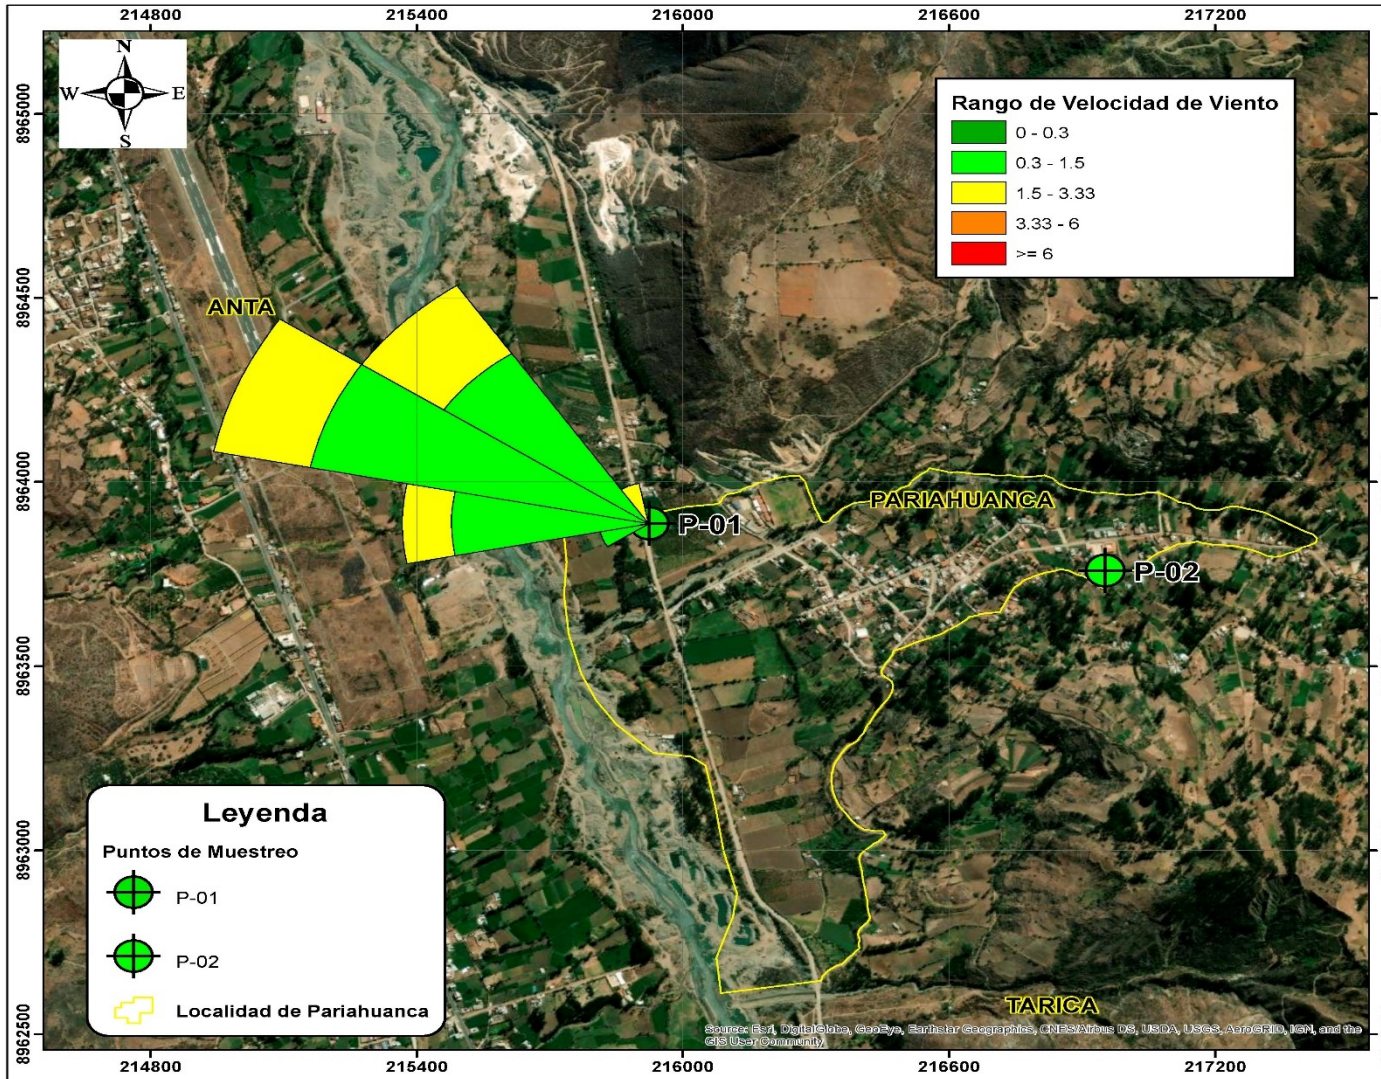 214800
215400
216000
216600
217200
N
W
E
S
Rango de Velocidad de Viento
0 - 0.3
0.3 - 1.5
1.5 - 3.33
3.33 - 6
>= 6
8965000
8964500
8964000
8963500
8963000
8962500
ANTA
PARIAHUANCA
P-01
P-02
Leyenda
Puntos de Muestreo
P-01
P-02
Localidad de Pariahuanca
TARICA
Source: Esri, DigitalGlobe, GeoEye, Earthstar Geographics, CNES/Airbus DS, USDA, USGS, AeroGRID, IGN, and the
GIS User Community
214800
215400
216000
216600
217200